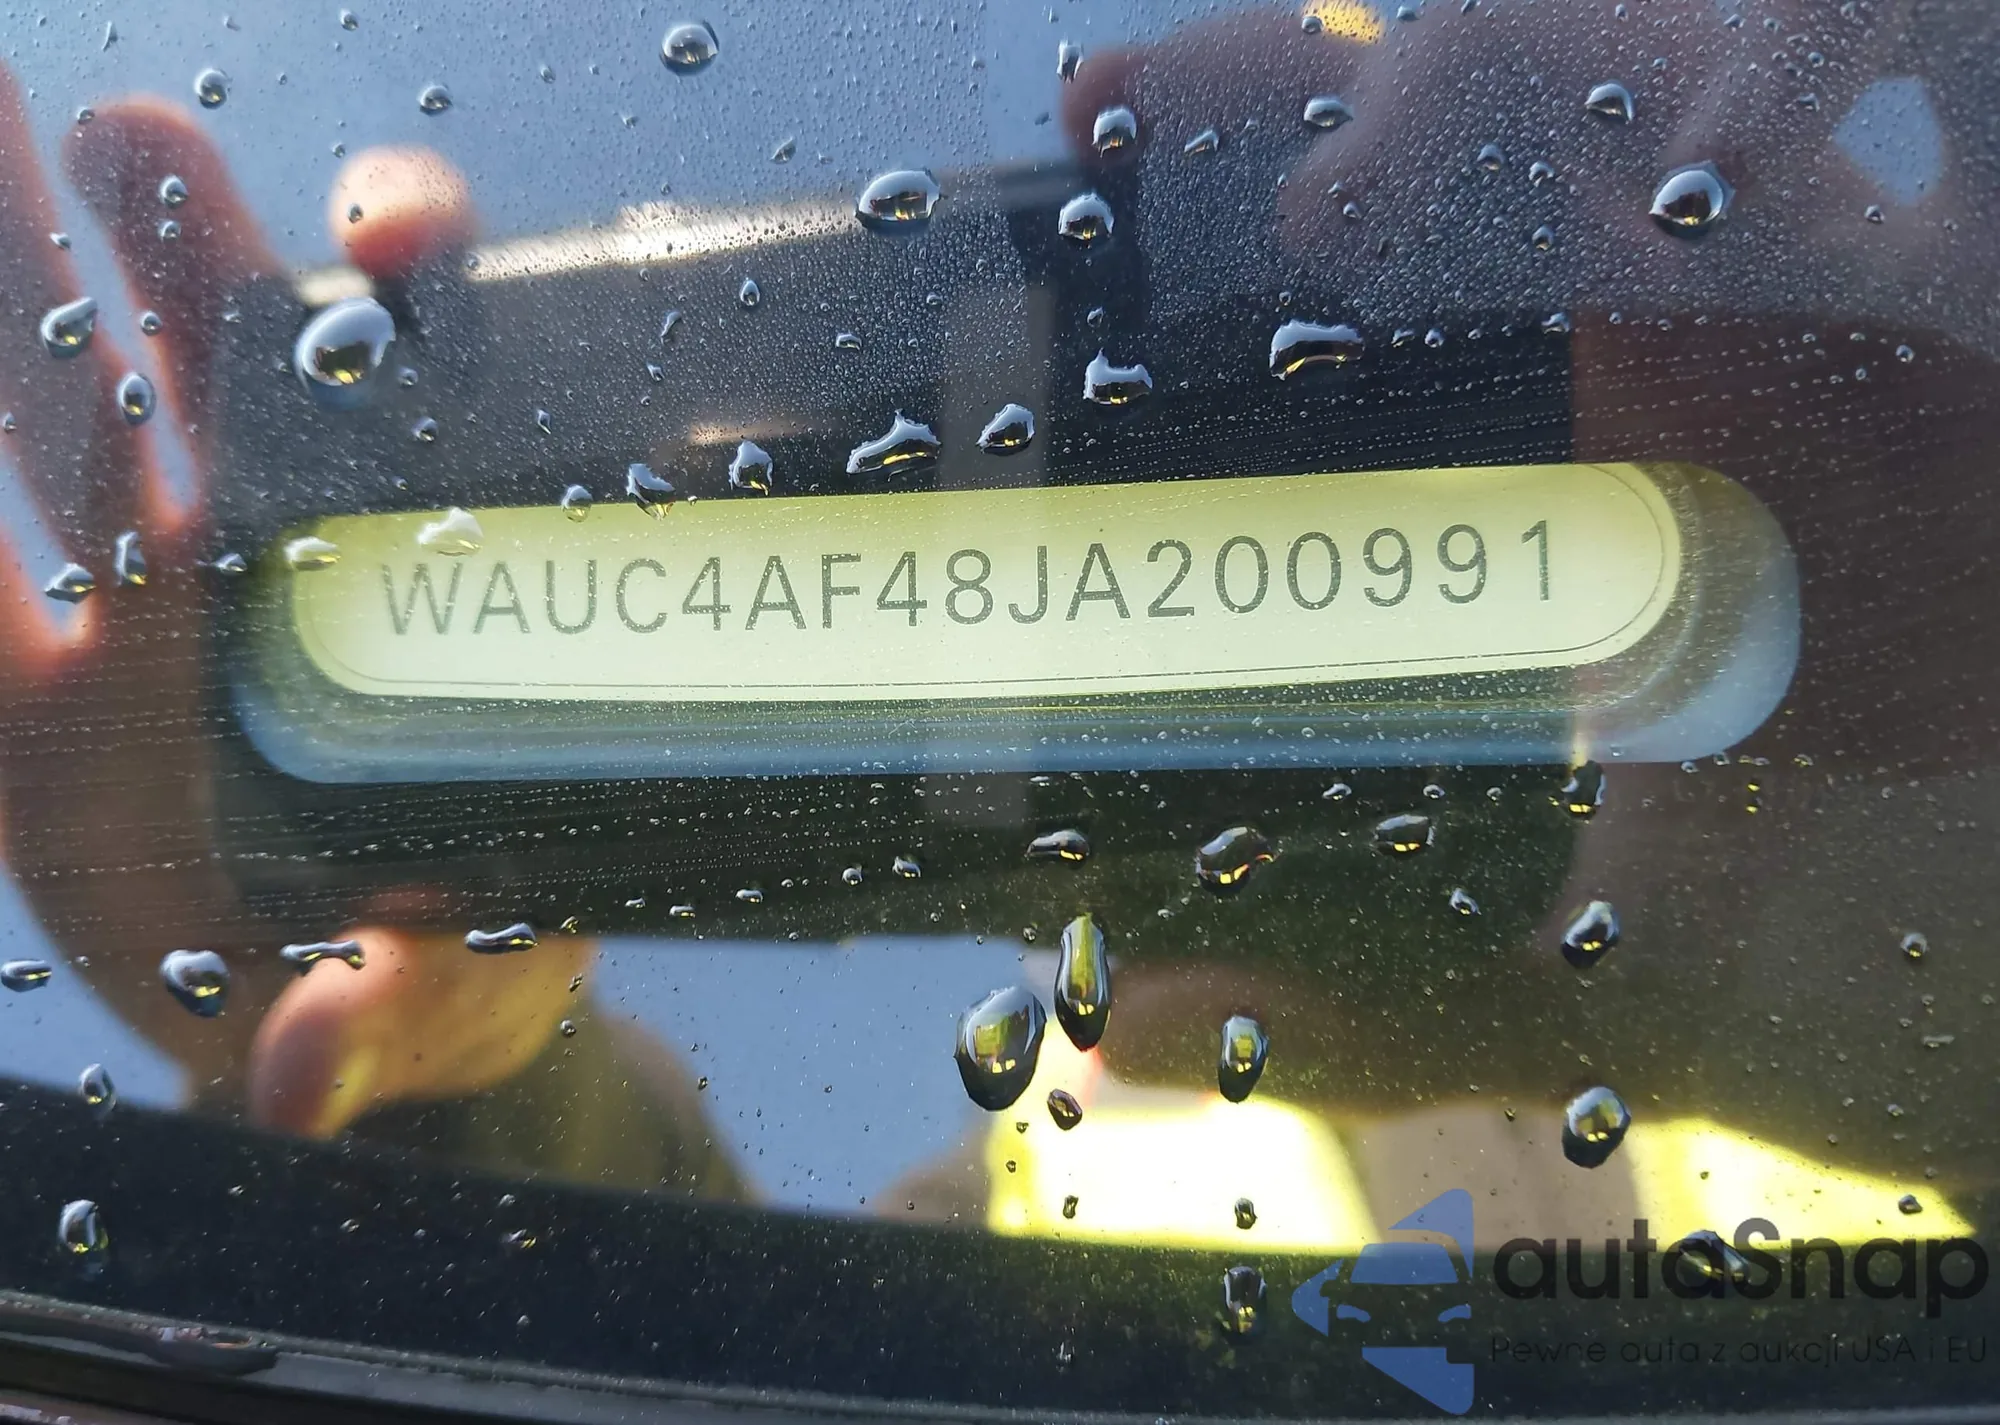 WAUC4AF48JA200991
autaSnap
Pewne auta z aukcji USA i EU